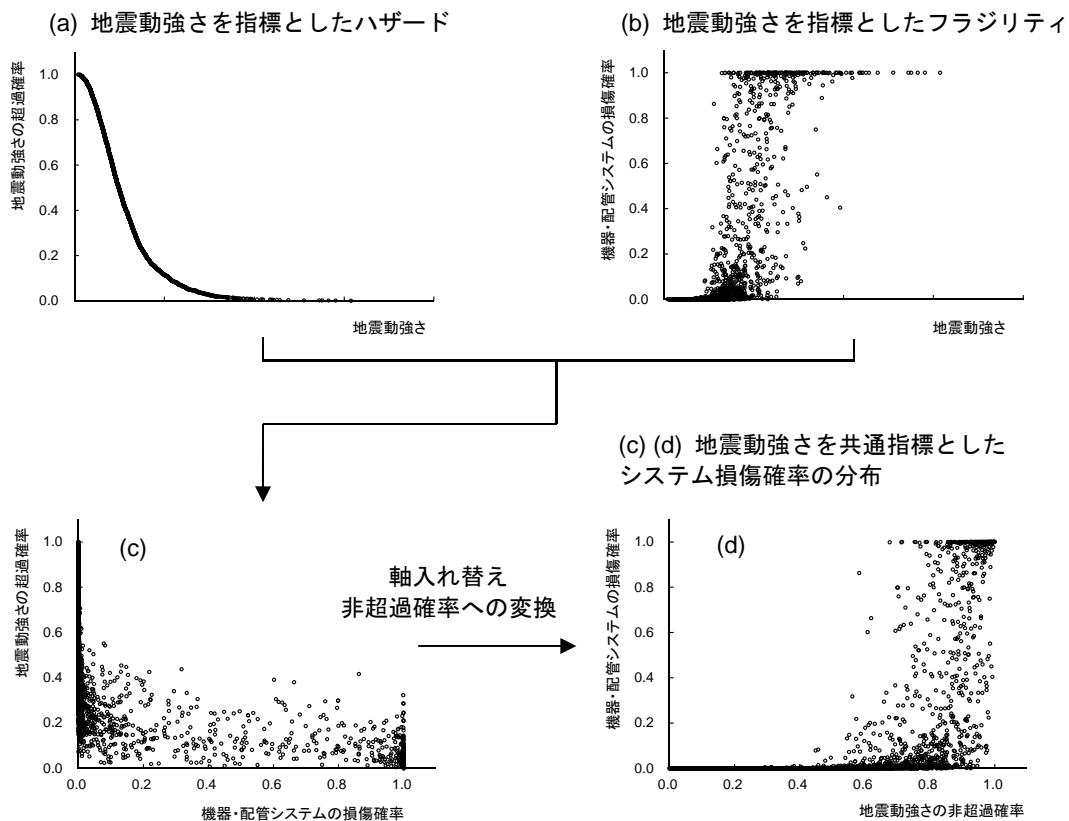 (a) 地震動強さを指標としたハザード
地震動強さの超過確率
1.0
0.8
0.6
0.4
0.2
0.0
地震動強さ
(b) 地震動強さを指標としたフラジリティ
機器・配管システムの損傷確率
1.0
0.8
0.6
0.4
0.2
0.0
地震動強さ
(c) (d) 地震動強さを共通指標とした
システム損傷確率の分布
(c)
地震動強さの超過確率
1.0
0.8
0.6
0.4
0.2
0.0
0.0 0.2 0.4 0.6 0.8 1.0
機器・配管システムの損傷確率
軸入れ替え
非超過確率への変換
(d)
機器・配管システムの損傷確率
1.0
0.8
0.6
0.4
0.2
0.0
0.0 0.2 0.4 0.6 0.8 1.0
地震動強さの非超過確率